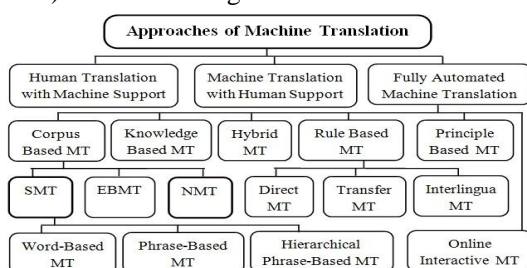 Approaches of Machine Translation
Human Translation
with Machine Support
Machine Translation
with Human Support
Fully Automated
Machine Translation
Corpus
Based MT
Knowledge
Based MT
Hybrid
MT
Rule Based
MT
Principle
Based MT
SMT
EBMT
NMT
Direct
MT
Transfer
MT
Interlingua
MT
Word-Based
MT
Phrase-Based
MT
Hierarchical
Phrase-Based MT
Online
Interactive MT